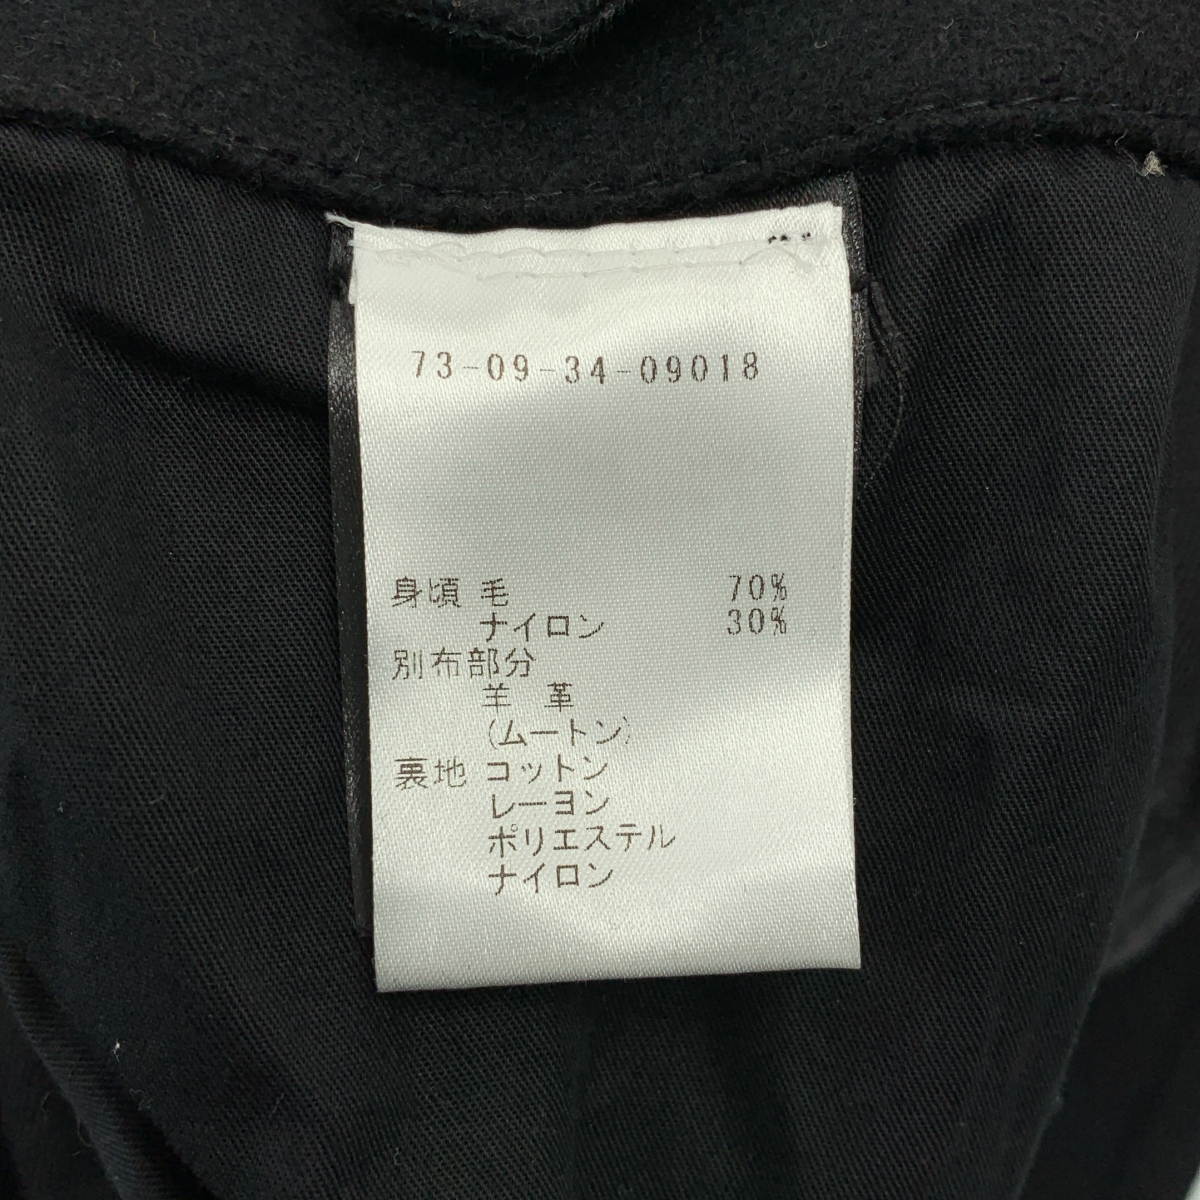 73-09-34-09018
身頃 毛 70%
ナイロン 30%
別布部分
羊 革
(ムートン)
裏地 コットン
レーヨン
ポリエステル
ナイロン